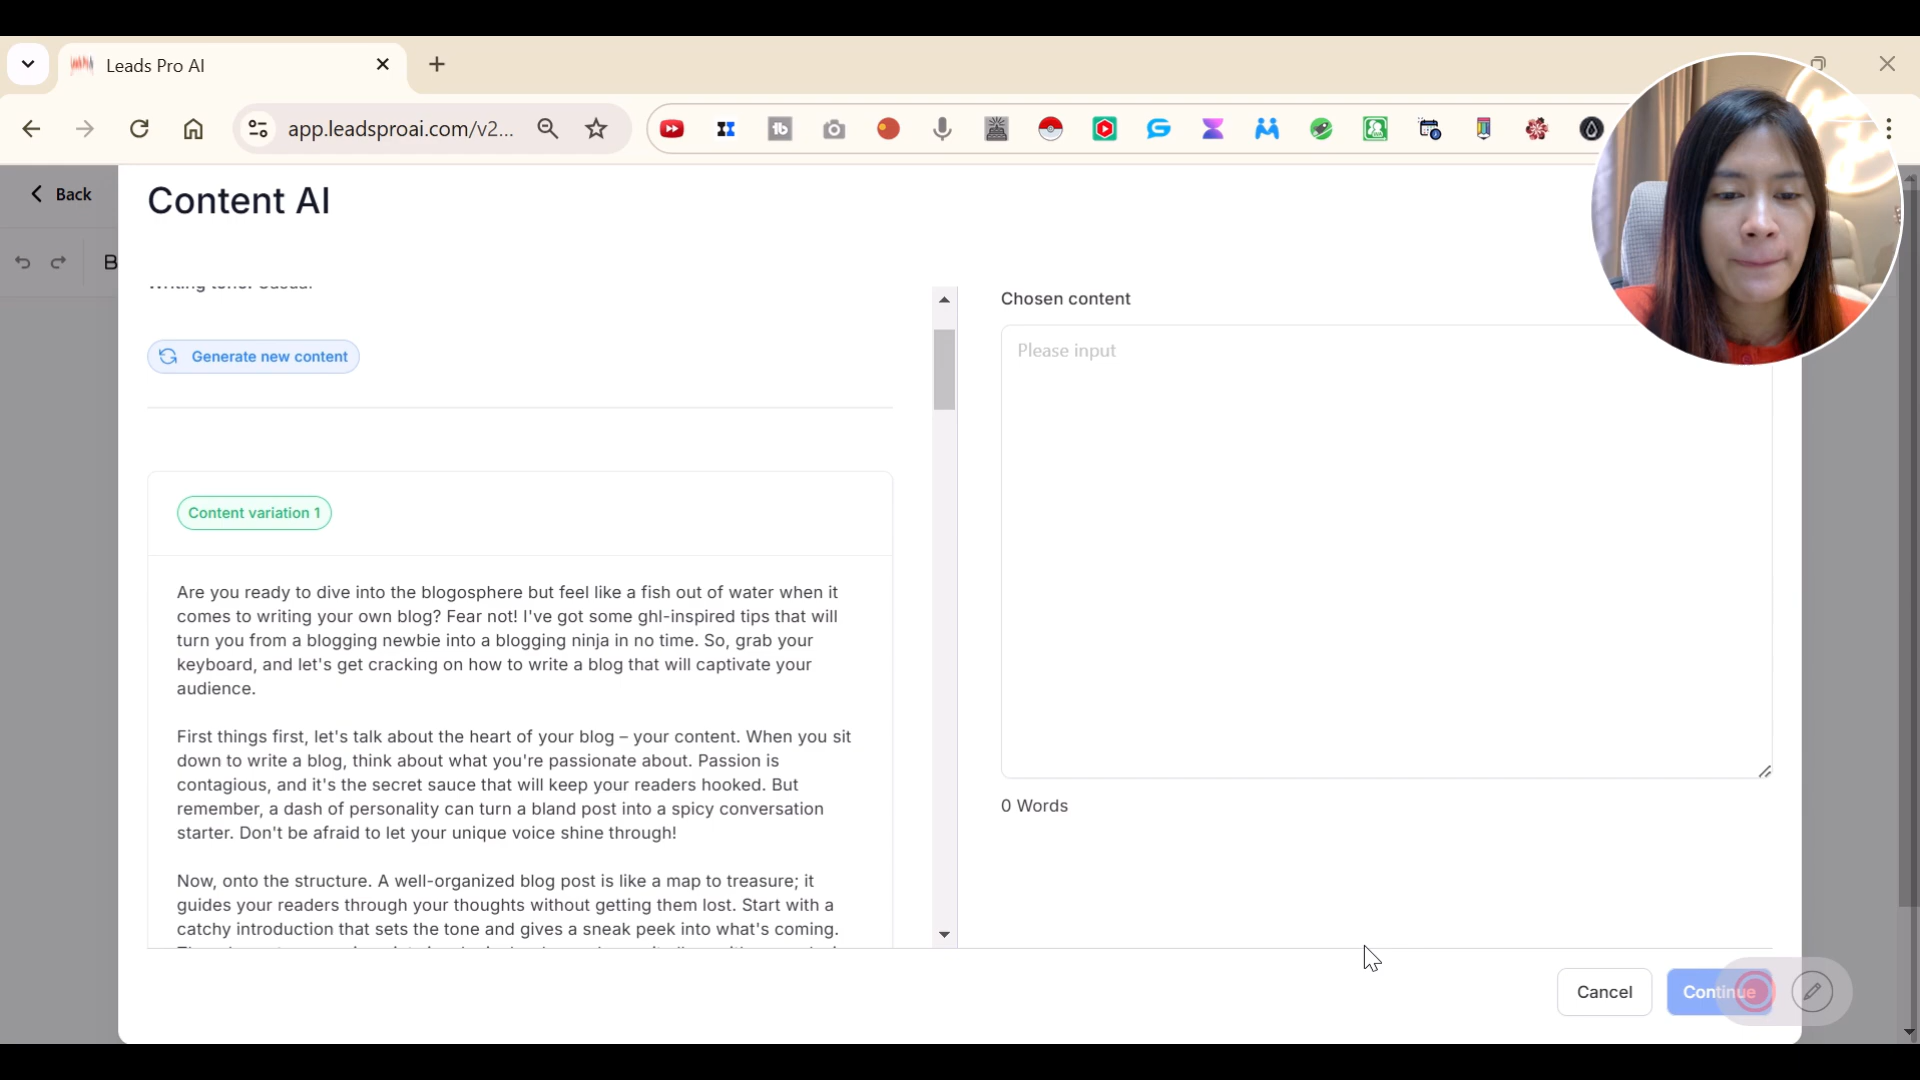 Leads Pro AI
app.leadsproai.com/v2...
Back
Content AI
B
Writing tone: Casual
Chosen content
Please input
Generate new content
Content variation 1
Are you ready to dive into the blogosphere but feel like a fish out of water when it
comes to writing your own blog? Fear not! I've got some ghl-inspired tips that will
turn you from a blogging newbie into a blogging ninja in no time. So, grab your
keyboard, and let's get cracking on how to write a blog that will captivate your
audience.
First things first, let's talk about the heart of your blog – your content. When you sit
down to write a blog, think about what you're passionate about. Passion is
contagious, and it's the secret sauce that will keep your readers hooked. But
remember, a dash of personality can turn a bland post into a spicy conversation
starter. Don't be afraid to let your unique voice shine through!
Now, onto the structure. A well-organized blog post is like a map to treasure; it
guides your readers through your thoughts without getting them lost. Start with a
catchy introduction that sets the tone and gives a sneak peek into what's coming.
0 Words
Cancel
Continue